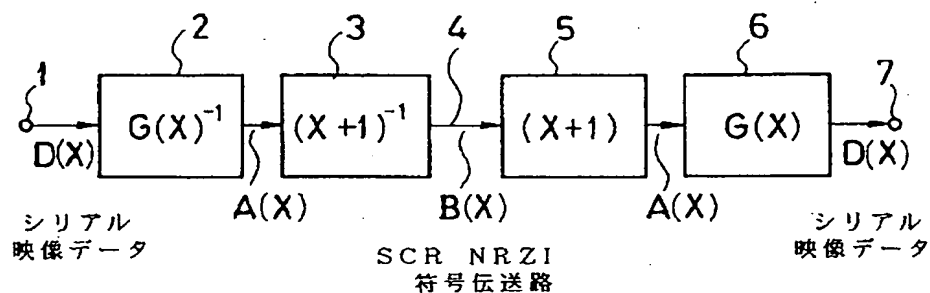 2 3 4 5 6
1 7
G(X)⁻¹ (X+1)⁻¹ (X+1) G(X)
D(X) D(X)
A(X) B(X) A(X)
シリアル シリアル
映像データ 映像データ
SCR NRZI
符号伝送路